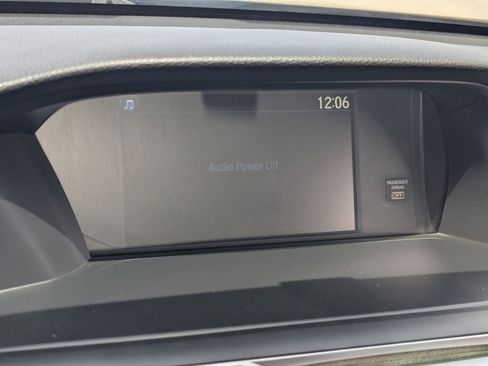 12:06
Audio Power Off
PASSENGER
AIRBAG
OFF